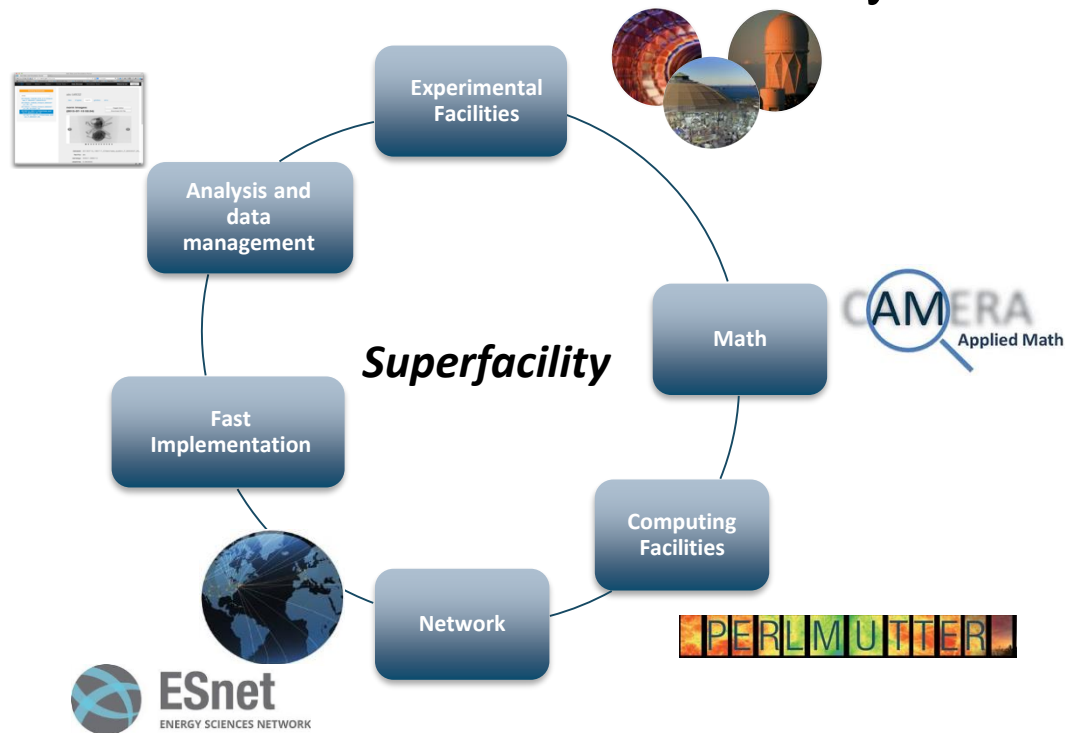 Experimental
Facilities
Analysis and
data
management
Math
CAMERA
Applied Math
Superfacility
Fast
Implementation
Computing
Facilities
Network
PERLMUTTER
ESnet
ENERGY SCIENCES NETWORK